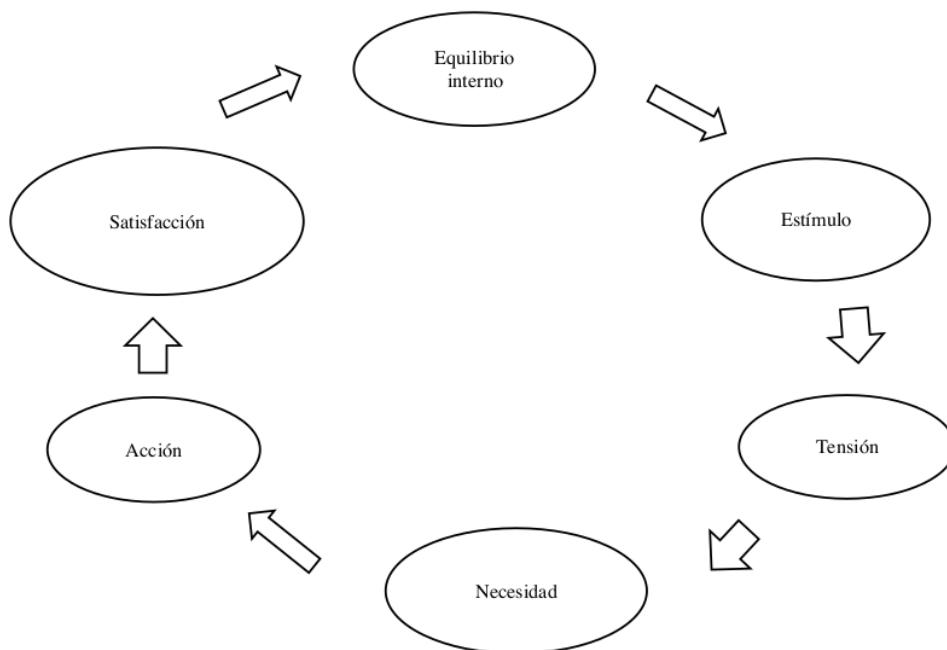 Equilibrio
interno
Estímulo
Tensión
Necesidad
Acción
Satisfacción